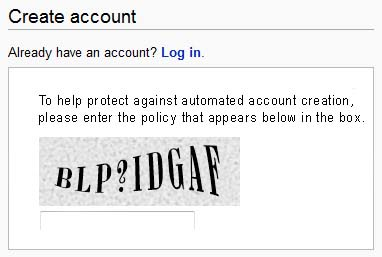 Create account
Already have an account? Log in.
To help protect against automated account creation,
please enter the policy that appears below in the box.
BLP?IDGAF